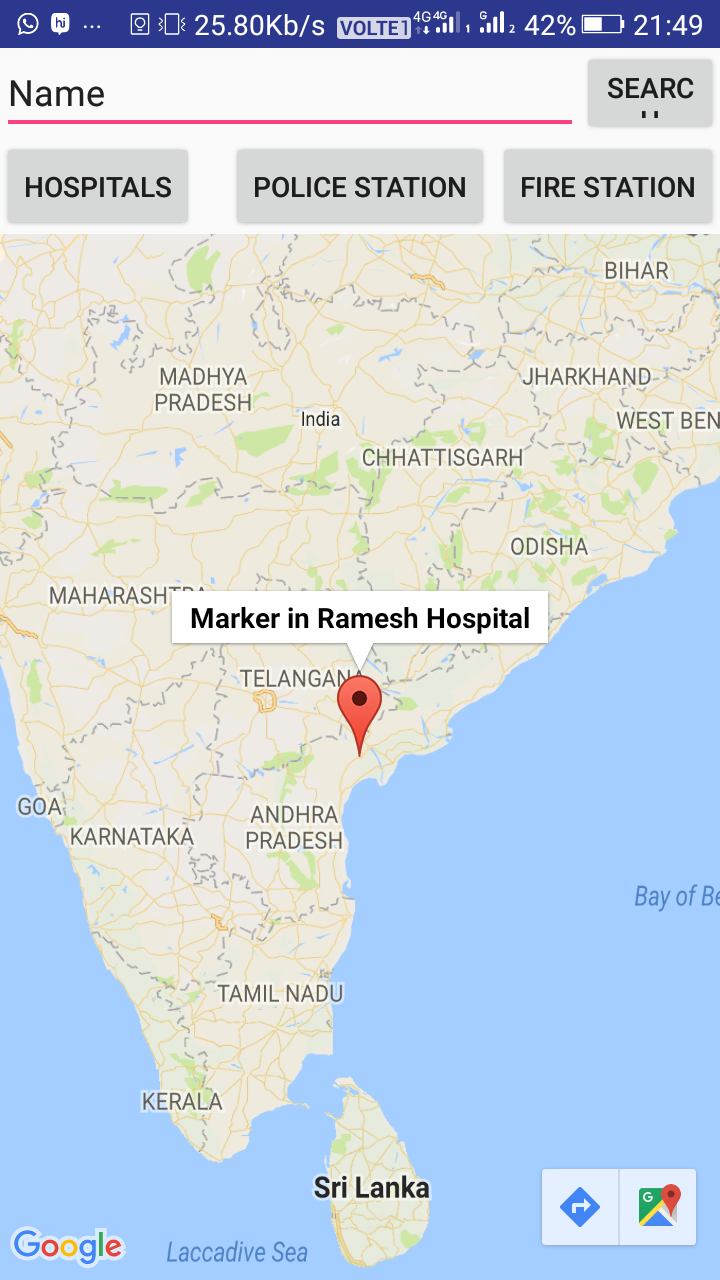 hi ... 25.80Kb/s VOLTE1 4G 4G 1 G 2 42% 21:49
Name
SEARC
H
HOSPITALS POLICE STATION FIRE STATION
BIHAR
MADHYA
PRADESH
JHARKHAND
India
WEST BEN
CHHATTISGARH
ODISHA
MAHARASHTRA
Marker in Ramesh Hospital
TELANGANA
GOA
ANDHRA
PRADESH
KARNATAKA
Bay of Be
TAMIL NADU
KERALA
Sri Lanka
G
Google
Laccadive Sea